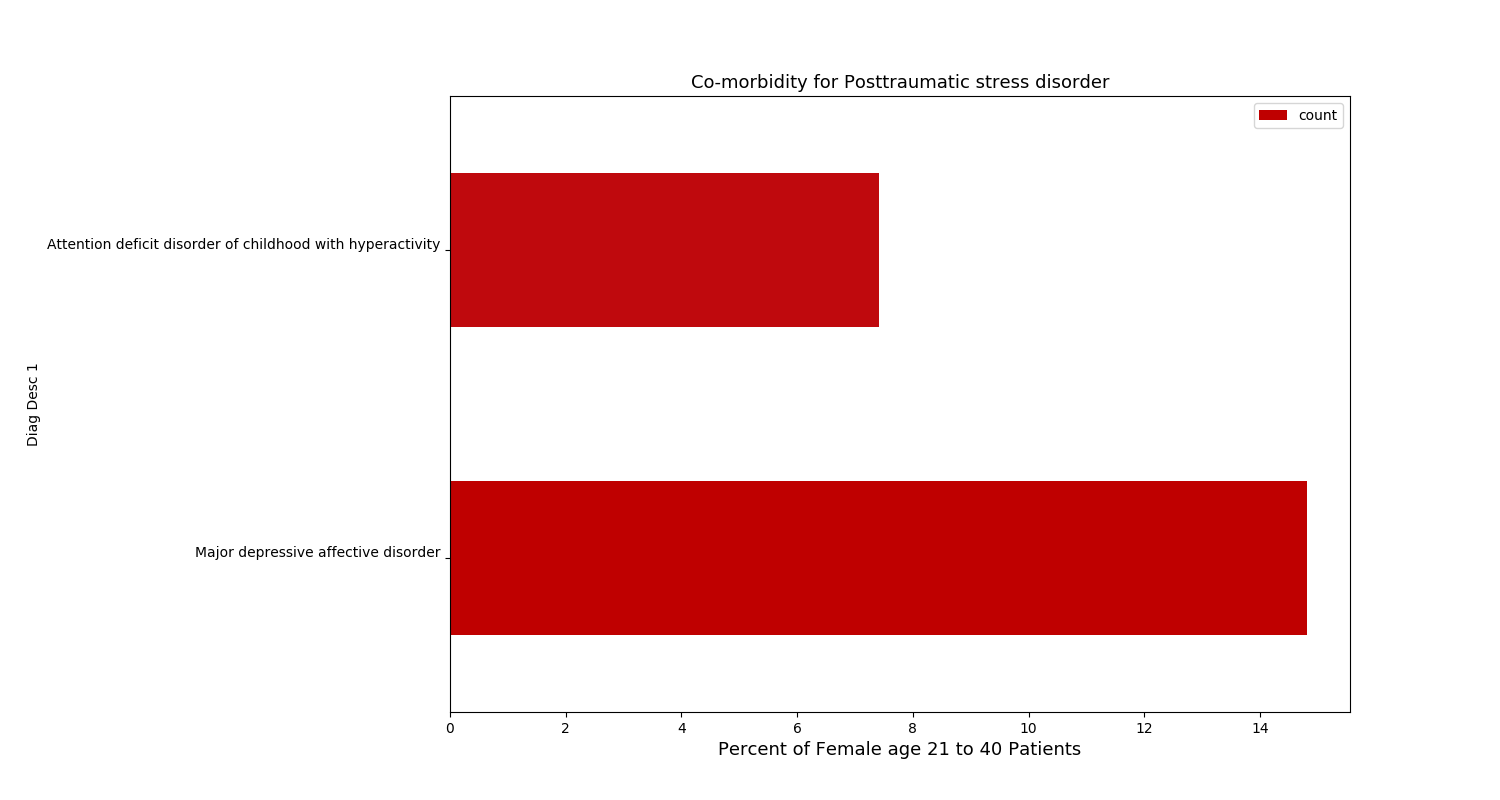 Co-morbidity for Posttraumatic stress disorder
count
Attention deficit disorder of childhood with hyperactivity
Diag Desc 1
Major depressive affective disorder
0 2 4 6 8 10 12 14
Percent of Female age 21 to 40 Patients